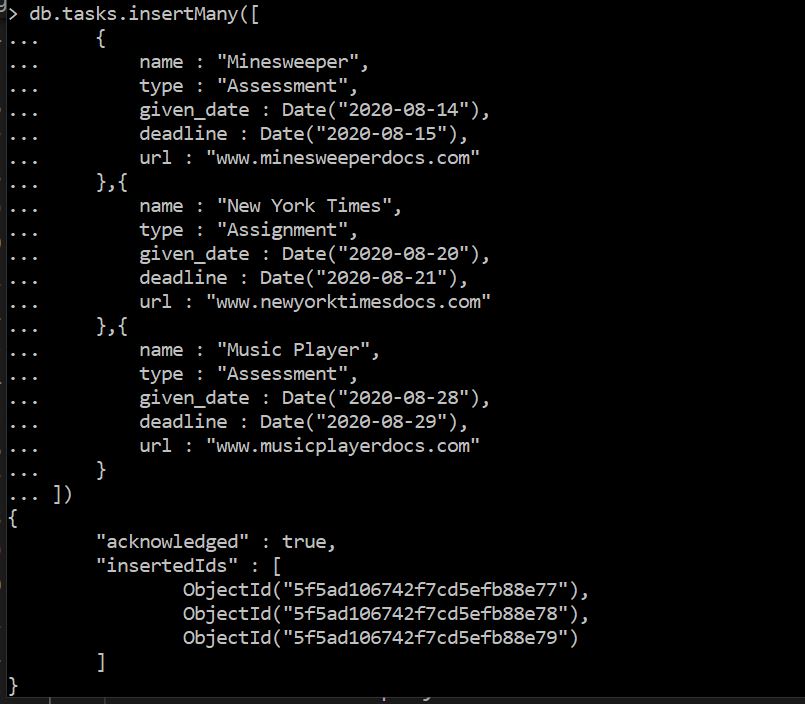 > db.tasks.insertMany([
...     {
...         name : "Minesweeper",
...         type : "Assessment",
...         given_date : Date("2020-08-14"),
...         deadline : Date("2020-08-15"),
...         url : "www.minesweeperdocs.com"
...     },{
...         name : "New York Times",
...         type : "Assignment",
...         given_date : Date("2020-08-20"),
...         deadline : Date("2020-08-21"),
...         url : "www.newyorktimesdocs.com"
...     },{
...         name : "Music Player",
...         type : "Assessment",
...         given_date : Date("2020-08-28"),
...         deadline : Date("2020-08-29"),
...         url : "www.musicplayerdocs.com"
...     }
... ])
{
        "acknowledged" : true,
        "insertedIds" : [
                ObjectId("5f5ad106742f7cd5efb88e77"),
                ObjectId("5f5ad106742f7cd5efb88e78"),
                ObjectId("5f5ad106742f7cd5efb88e79")
        ]
}